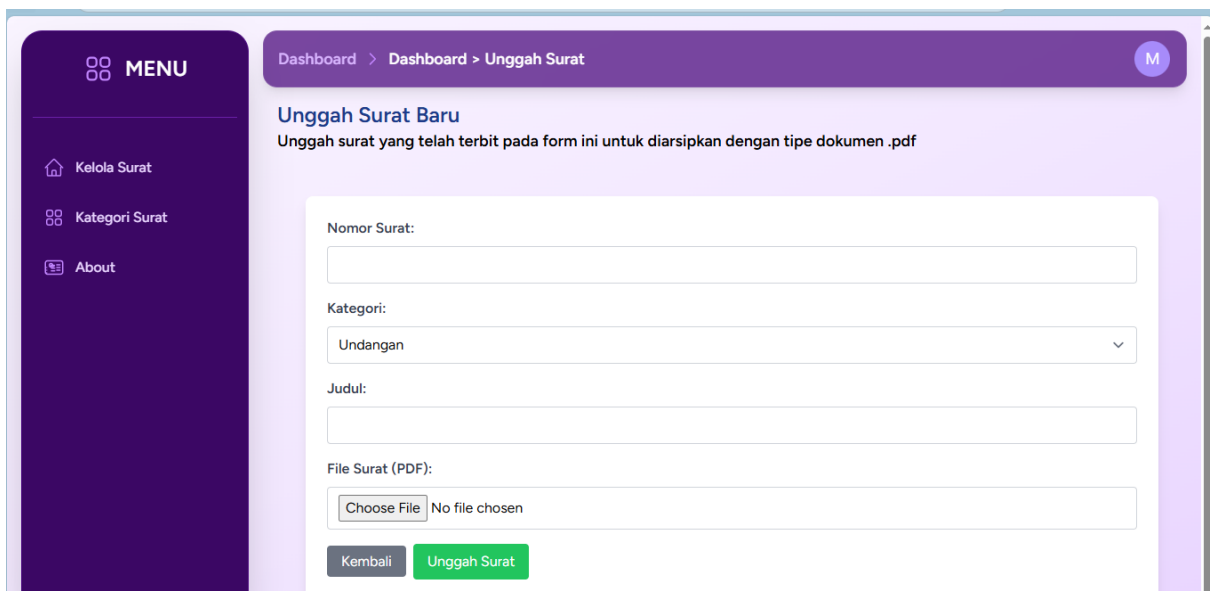 MENU
Kelola Surat
Kategori Surat
About
Dashboard > Dashboard > Unggah Surat
M
Unggah Surat Baru
Unggah surat yang telah terbit pada form ini untuk diarsipkan dengan tipe dokumen .pdf
Nomor Surat:
Kategori:
Undangan
Judul:
File Surat (PDF):
Choose File No file chosen
Kembali Unggah Surat